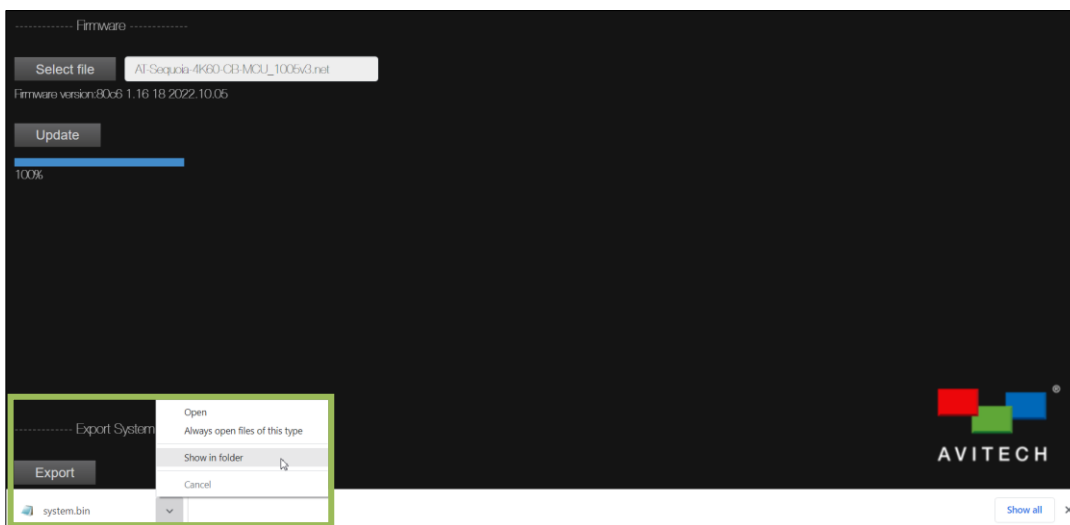 ------------- Firmware -------------
Select file AT-Sequoia-4K60-CB-MCU_1005v3.net
Firmware version:80c6 1.16 18 2022.10.05
Update
100%
®
AVITECH
------------- Export System
Export
Open
Always open files of this type
Show in folder
Cancel
system.bin
Show all